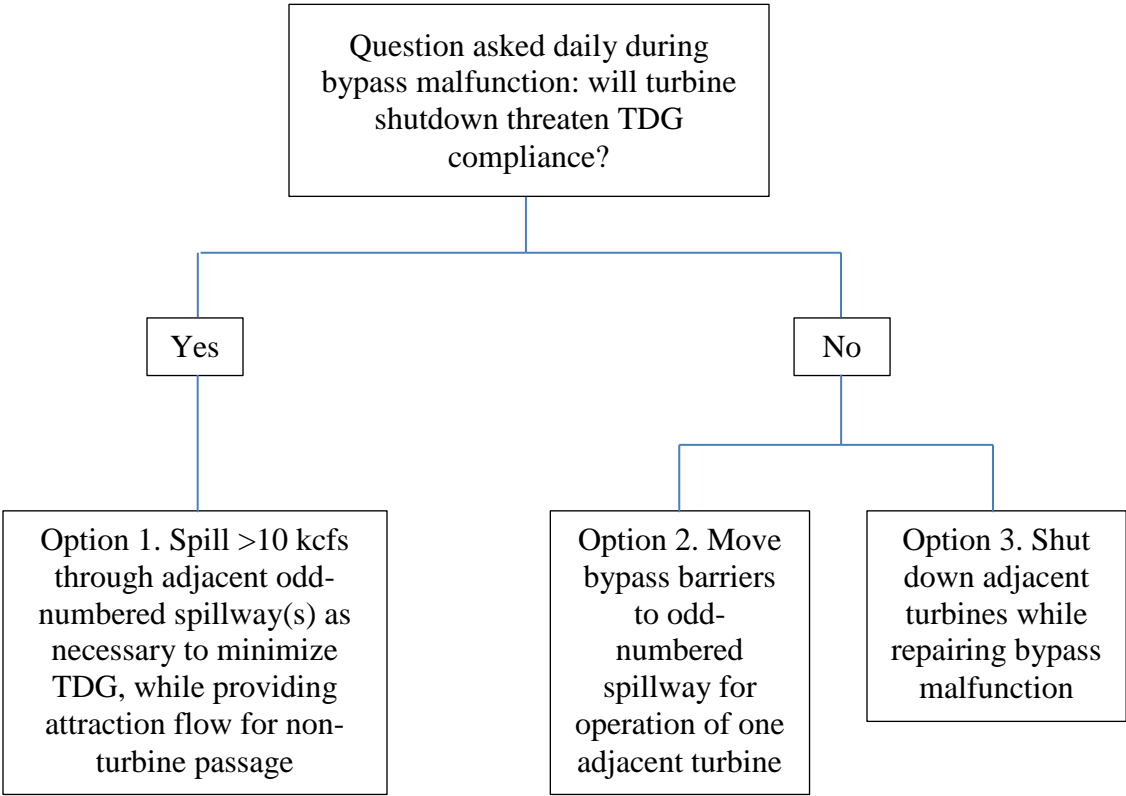 Question asked daily during
bypass malfunction: will turbine
shutdown threaten TDG
compliance?
Yes
No
Option 1. Spill >10 kcfs
through adjacent odd-
numbered spillway(s) as
necessary to minimize
TDG, while providing
attraction flow for non-
turbine passage
Option 2. Move
bypass barriers
to odd-
numbered
spillway for
operation of one
adjacent turbine
Option 3. Shut
down adjacent
turbines while
repairing bypass
malfunction